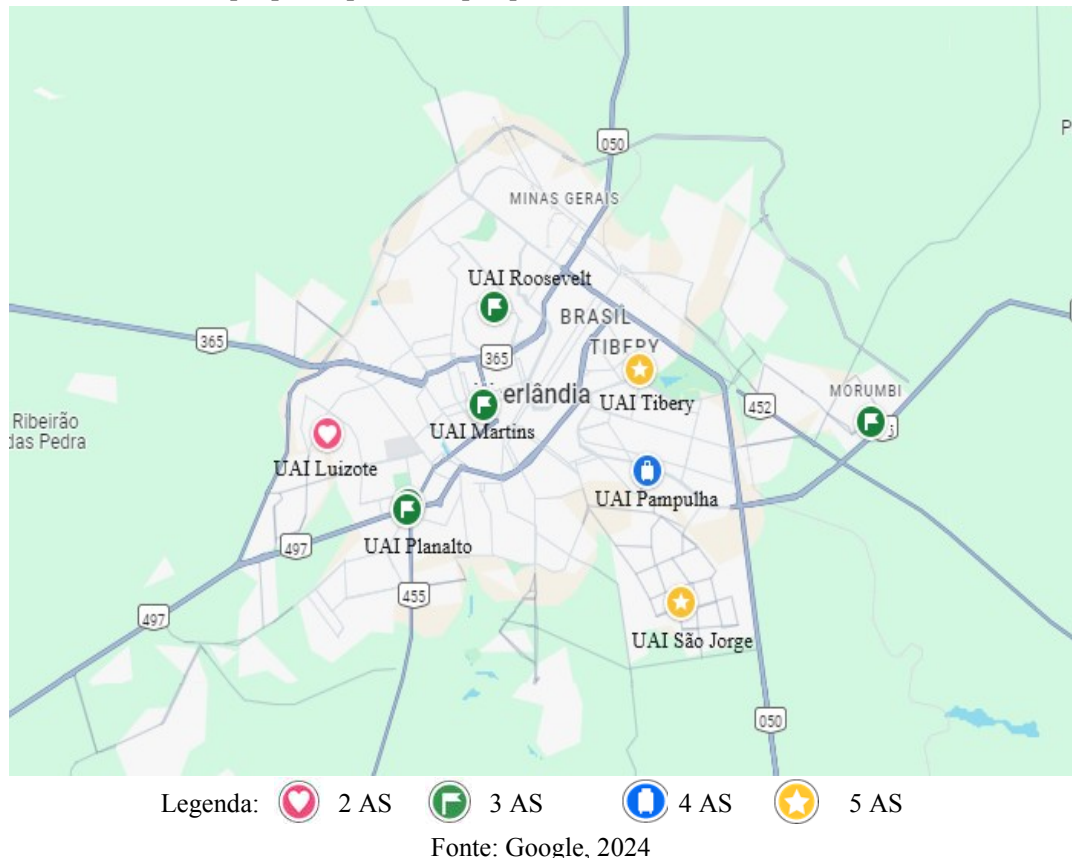 050
MINAS GERAIS
UAI Roosevelt
BRASIL
TIBERY
365
365
erlândia
UAI Tibery
MORUMBI
452
Ribeirão
das Pedra
UAI Martins
UAI Luizote
UAI Pampulha
UAI Planalto
497
455
497
UAI São Jorge
050
P
Legenda: 2 AS 3 AS 4 AS 5 AS
Fonte: Google, 2024